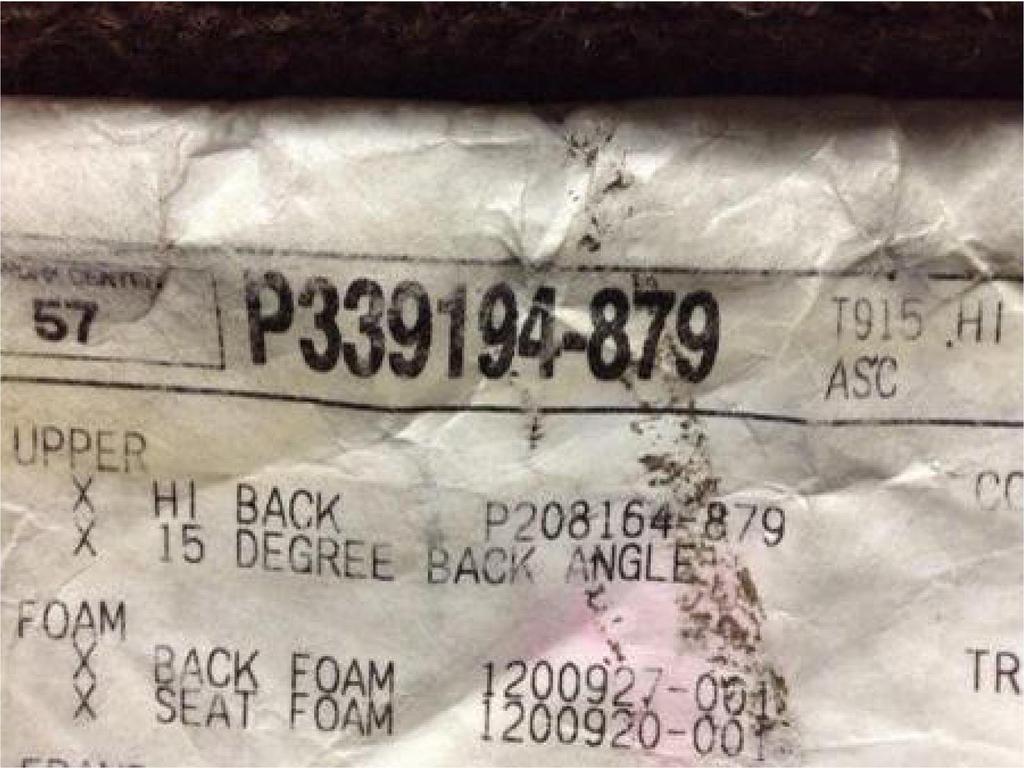 57
P339194-879
T915 HI
ASC
UPPER
X HI BACK P208164-879
X 15 DEGREE BACK ANGLE
FOAM
X BACK FOAM 1200927-001
X SEAT FOAM 1200920-001